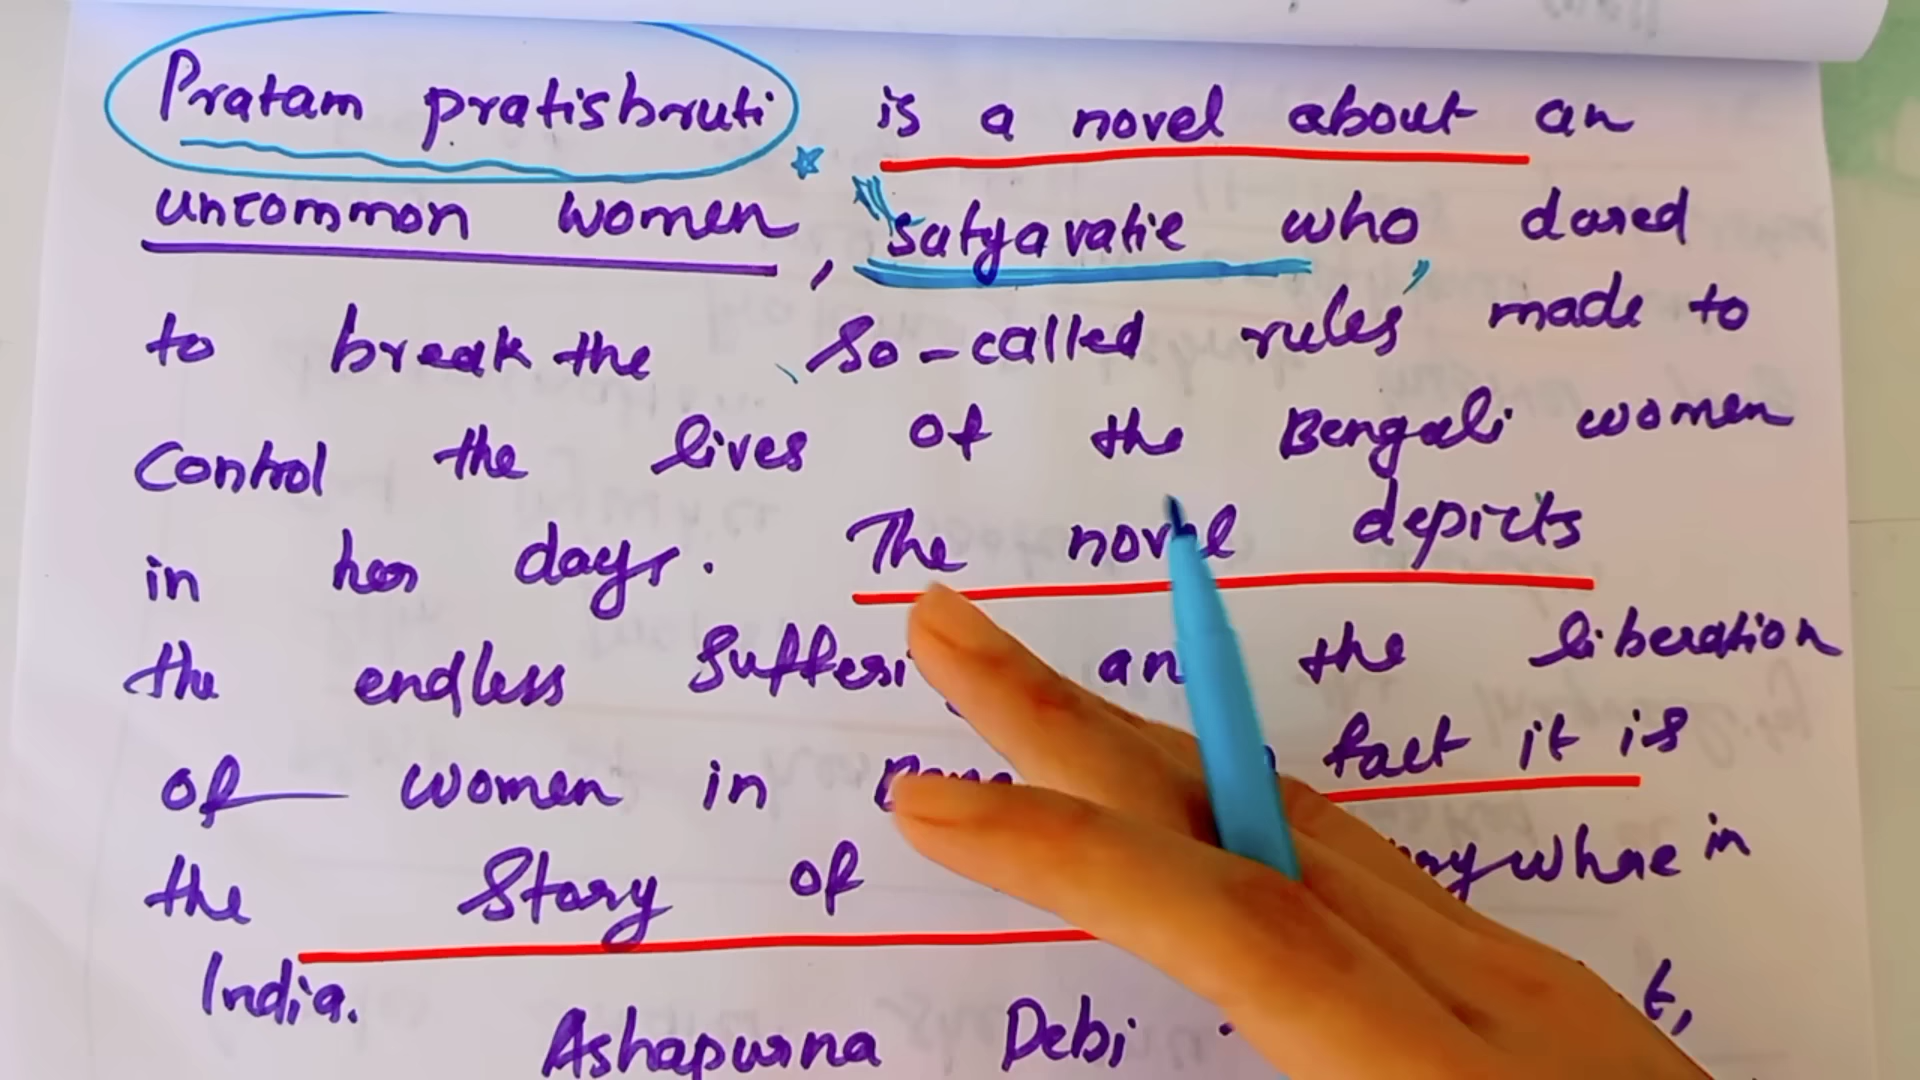 Pratam pratishruti is a novel about an
uncommon women, satyavatie who dared
to break the so-called rules made to
control the lives of the Bengali women
in her days. The novel depicts
the endless the liberation
of women in fact it is
the story of in
India.
Ashapurna Debi